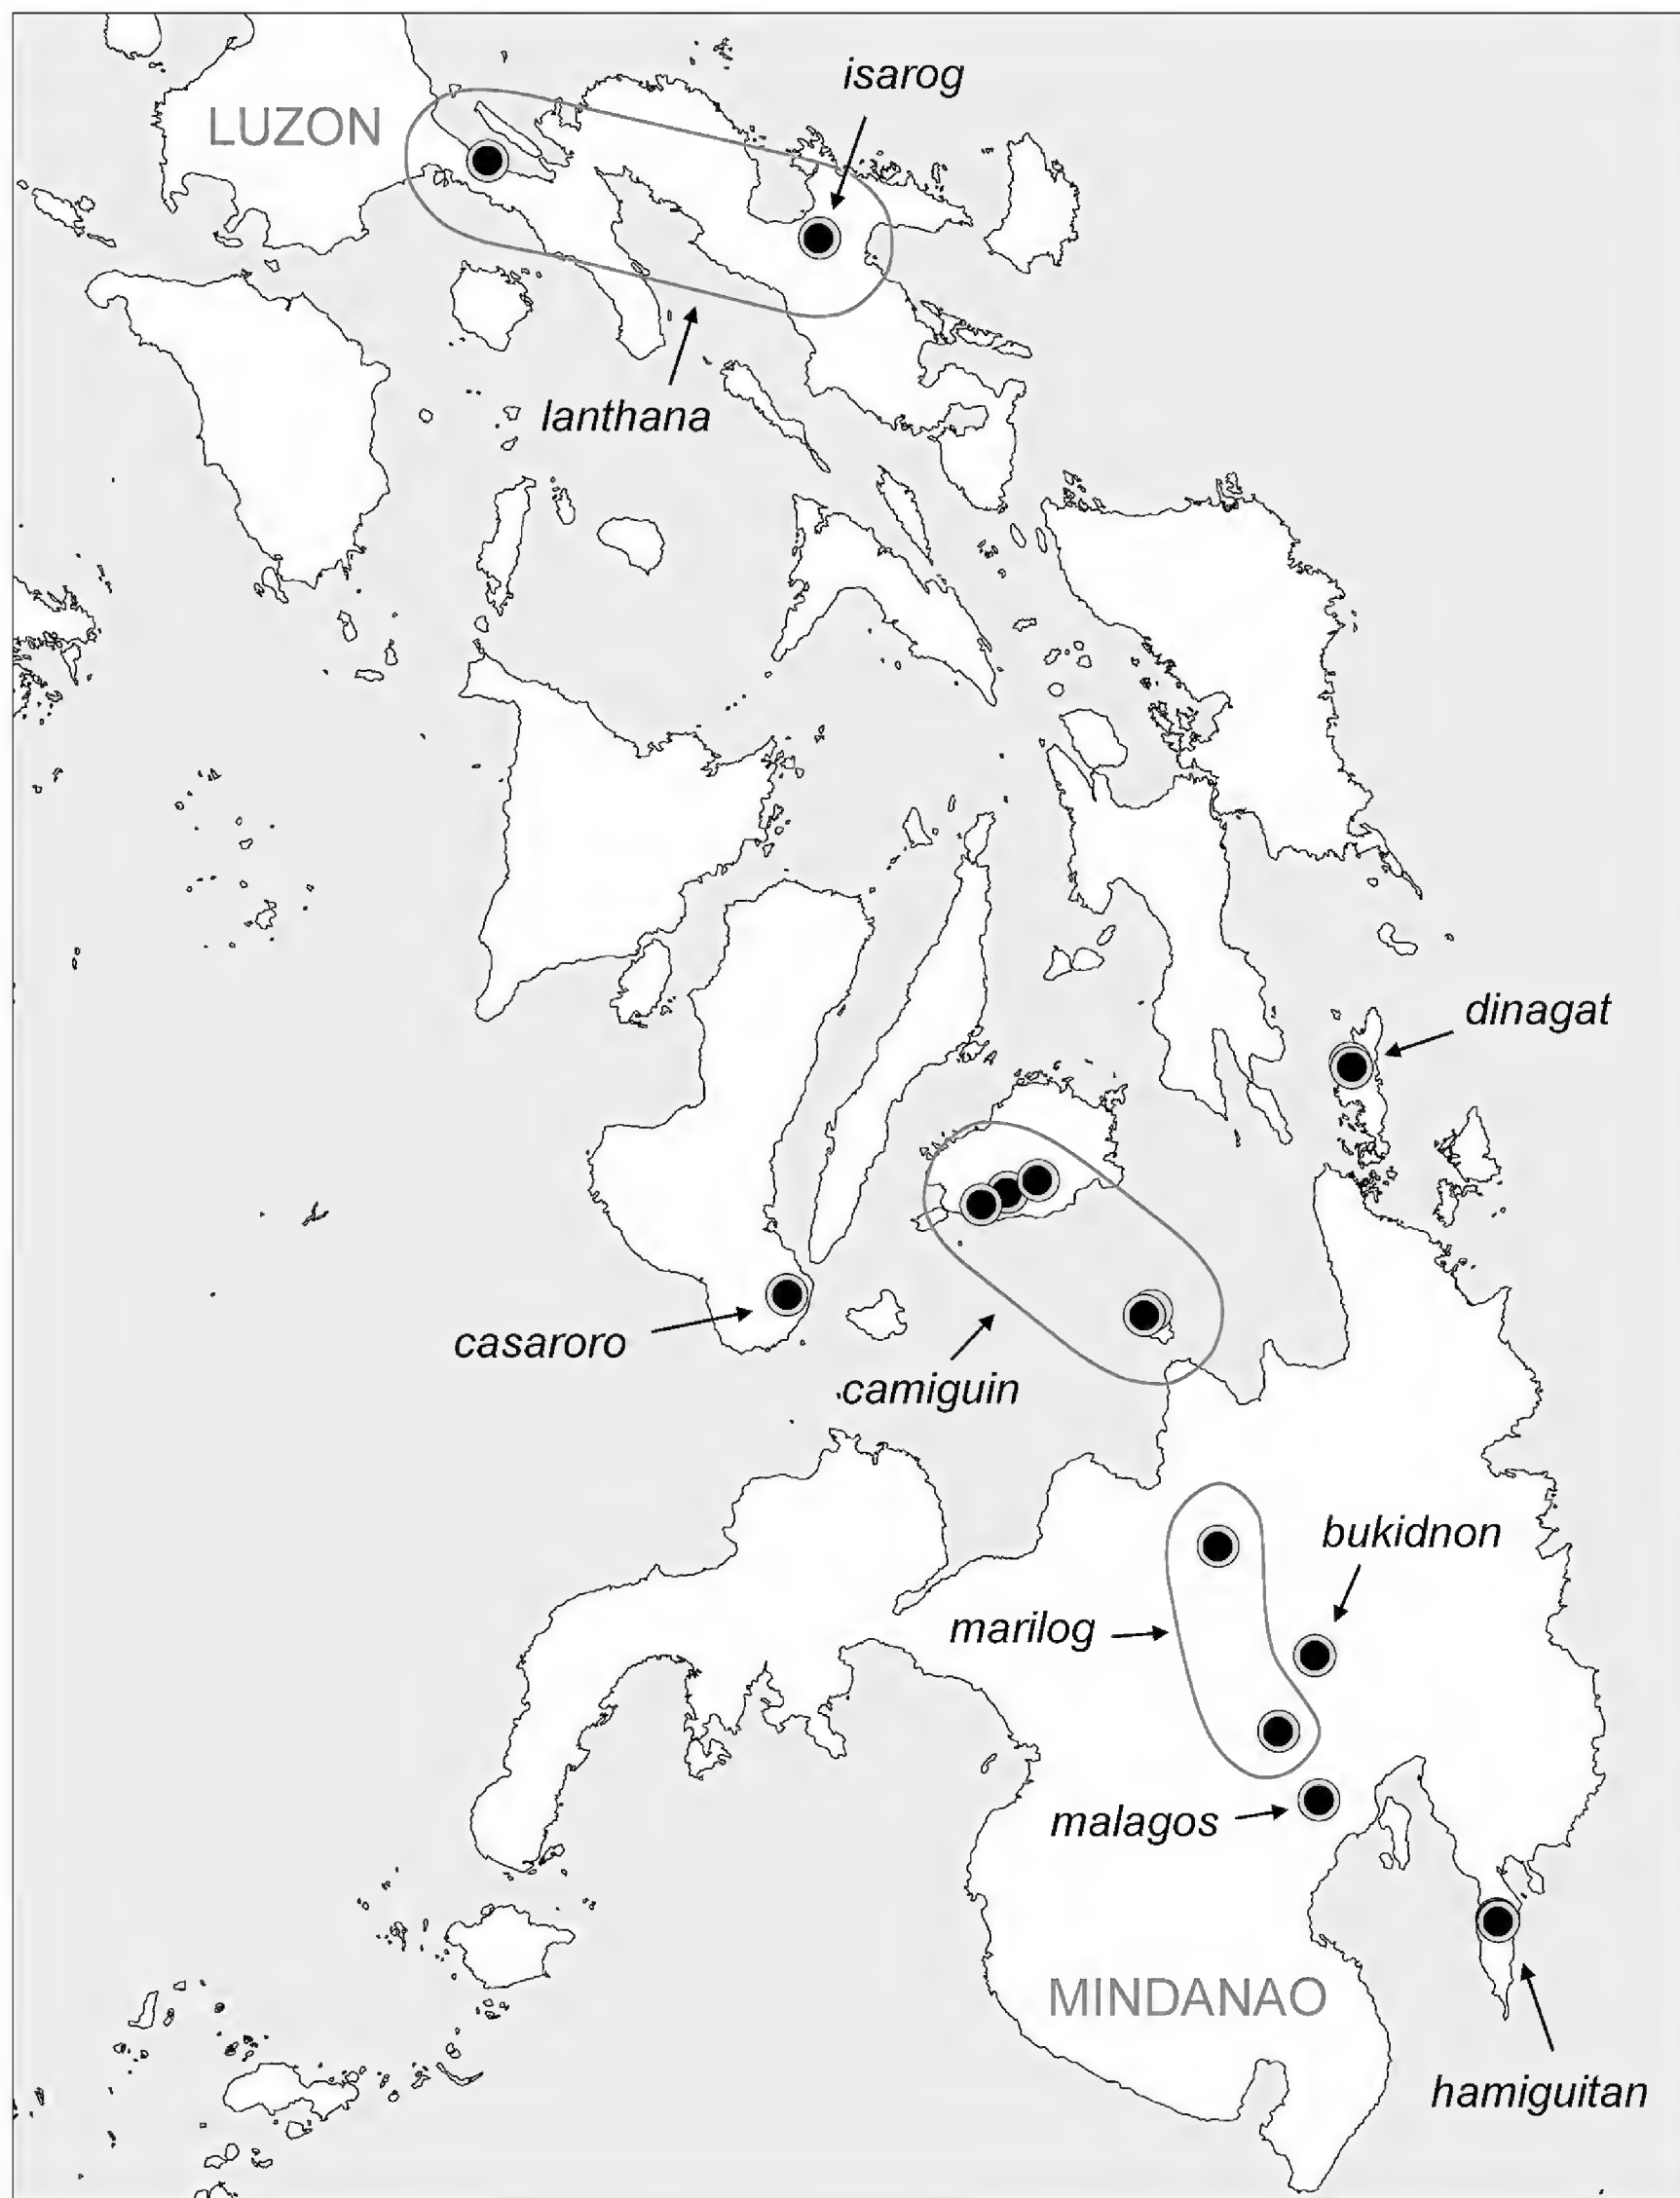 isarog
LUZON
lanthana
dinagat
casaroro
camiguin
bukidnon
marilog
malagos
MINDANAO
hamiguitan